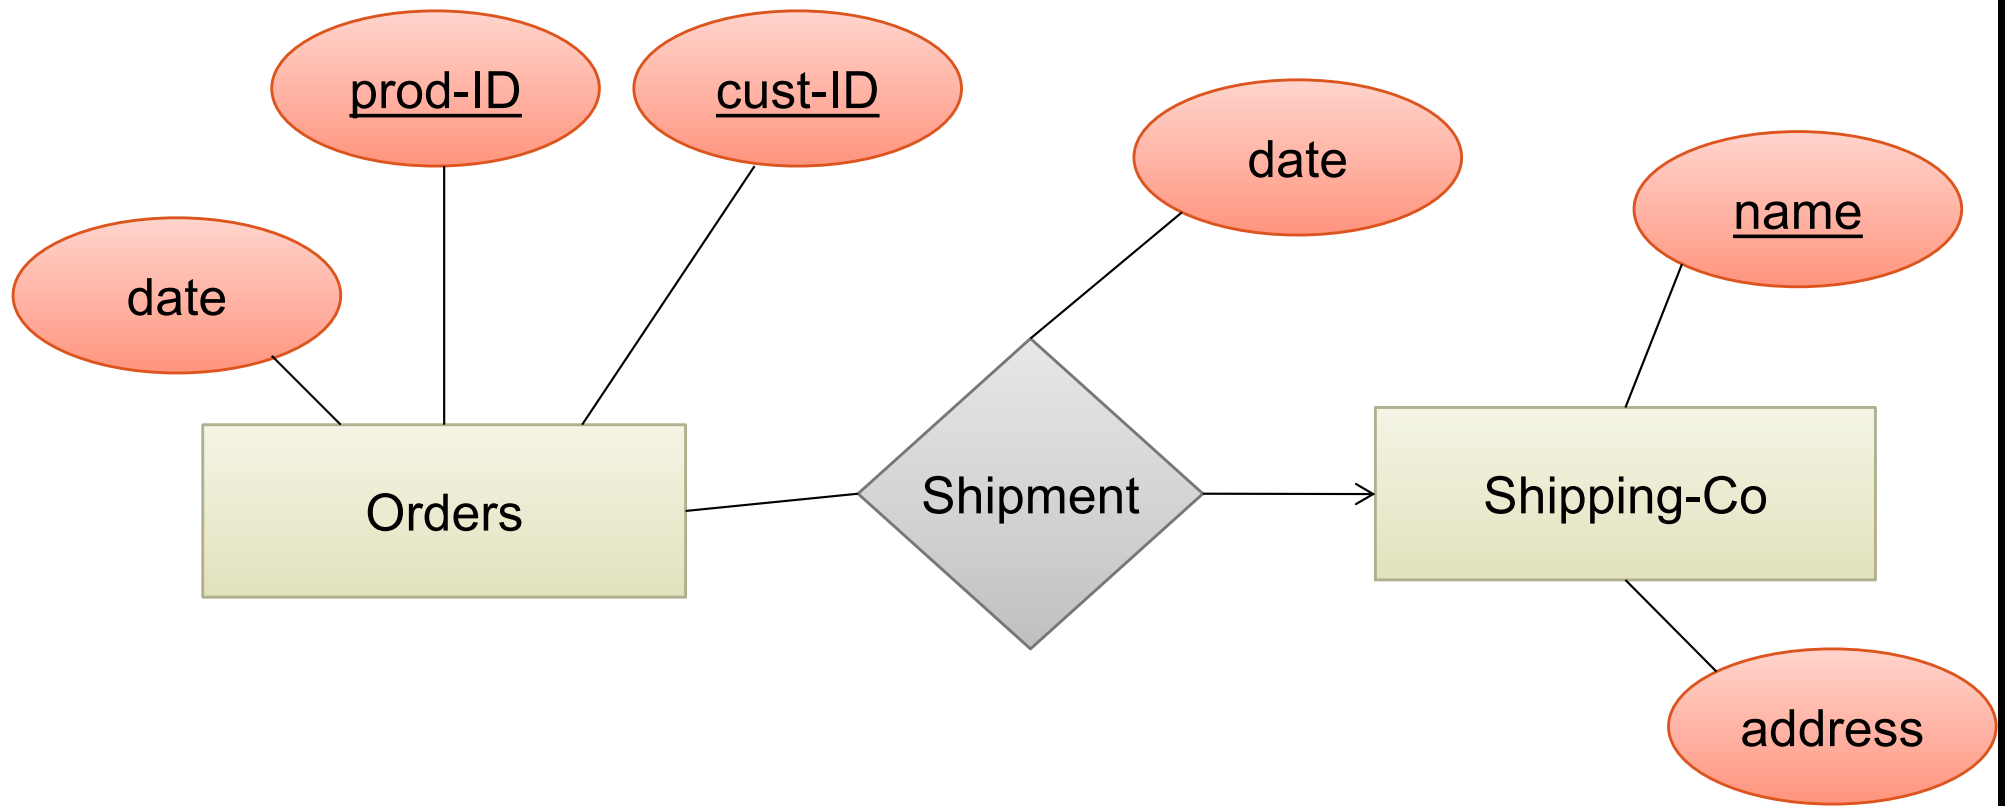 prod-ID
cust-ID
date
name
date
Shipment
Shipping-Co
Orders
address